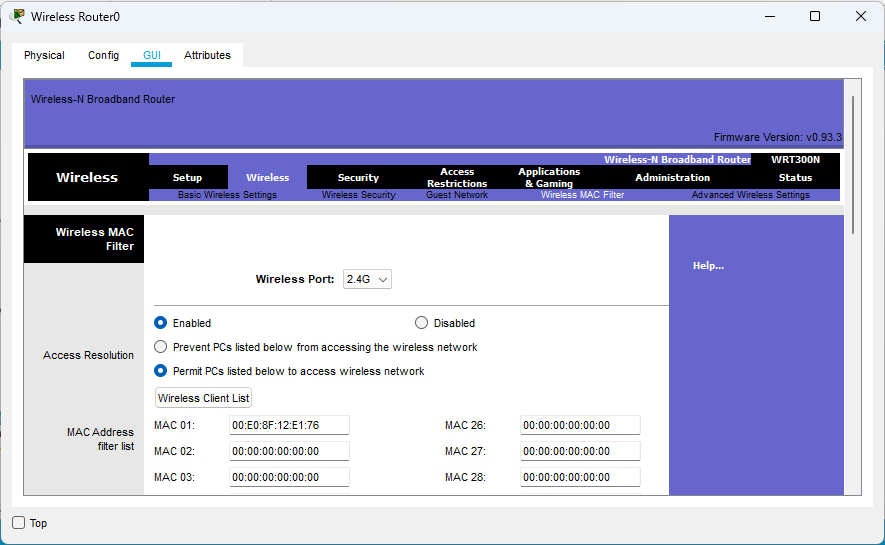 Wireless Router0
Physical Config GUI Attributes
Wireless-N Broadband Router
Firmware Version: v0.93.3
Wireless-N Broadband Router WRT300N
Wireless
Setup Wireless Security Access Restrictions Applications & Gaming Administration Status
Basic Wireless Settings Wireless Security Guest Network Wireless MAC Filter Advanced Wireless Settings
Wireless MAC
Filter
Help...
Wireless Port: 2.4G
Enabled Disabled
Prevent PCs listed below from accessing the wireless network
Access Resolution
Permit PCs listed below to access wireless network
Wireless Client List
MAC Address
filter list
MAC 01: 00:E0:8F:12:E1:76 MAC 26: 00:00:00:00:00:00
MAC 02: 00:00:00:00:00:00 MAC 27: 00:00:00:00:00:00
MAC 03: 00:00:00:00:00:00 MAC 28: 00:00:00:00:00:00
Top